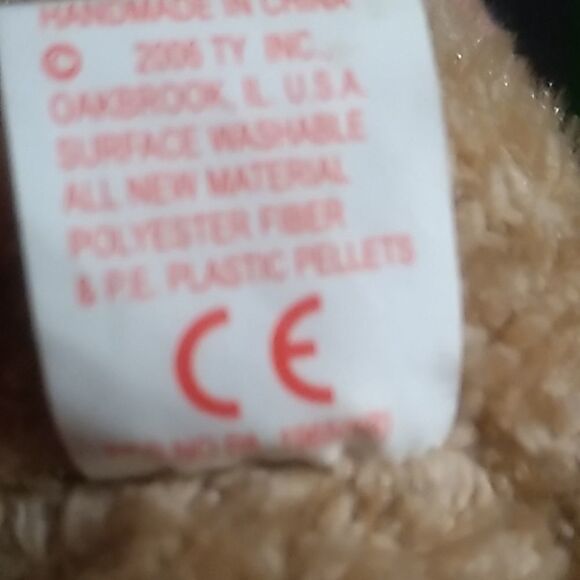 HANDMADE IN CHINA
© 2006 TY INC.
OAKBROOK, IL U.S.A.
SURFACE WASHABLE
ALL NEW MATERIAL
POLYESTER FIBER
& P.E. PLASTIC PELLETS
CE